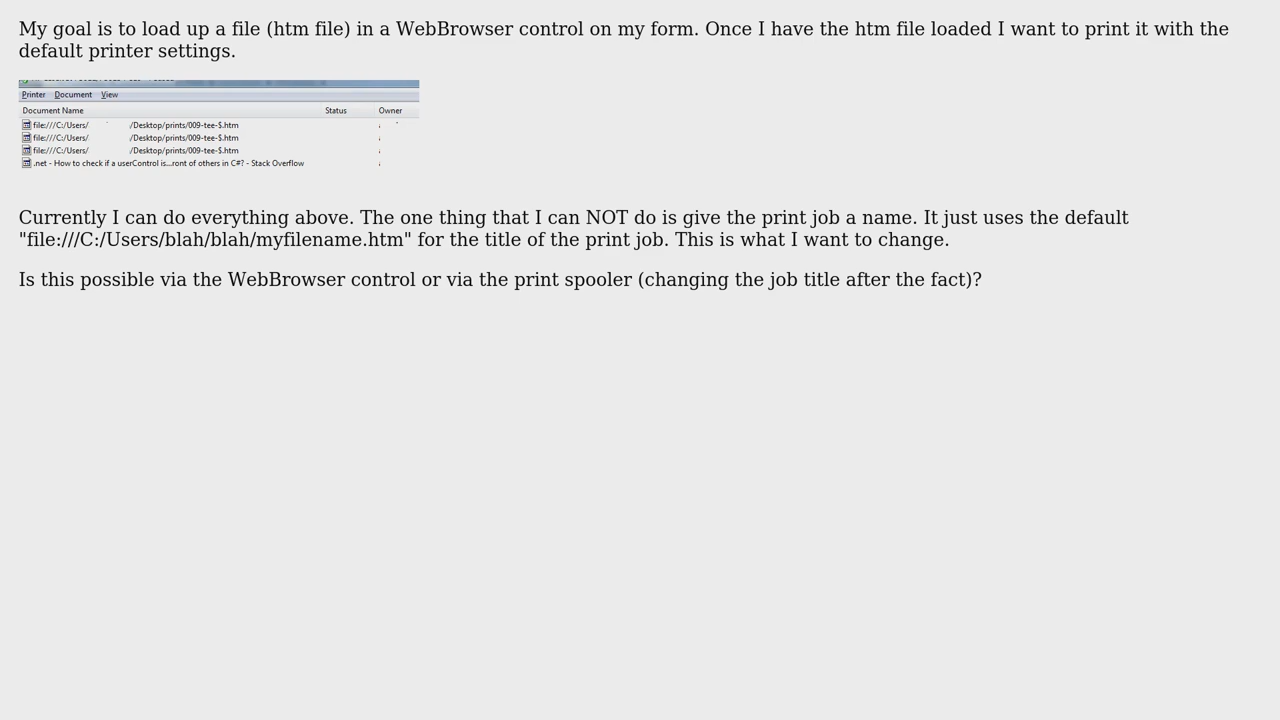 My goal is to load up a file (htm file) in a WebBrowser control on my form. Once I have the htm file loaded I want to print it with the
default printer settings.
Printer Document View
Document Name Status Owner
file:///C:/Users/ /Desktop/prints/009-tee-$.htm
file:///C:/Users/ /Desktop/prints/009-tee-$.htm
file:///C:/Users/ /Desktop/prints/009-tee-$.htm
.net - How to check if a userControl is...ront of others in C#? - Stack Overflow
Currently I can do everything above. The one thing that I can NOT do is give the print job a name. It just uses the default
"file:///C:/Users/blah/blah/myfilename.htm" for the title of the print job. This is what I want to change.
Is this possible via the WebBrowser control or via the print spooler (changing the job title after the fact)?